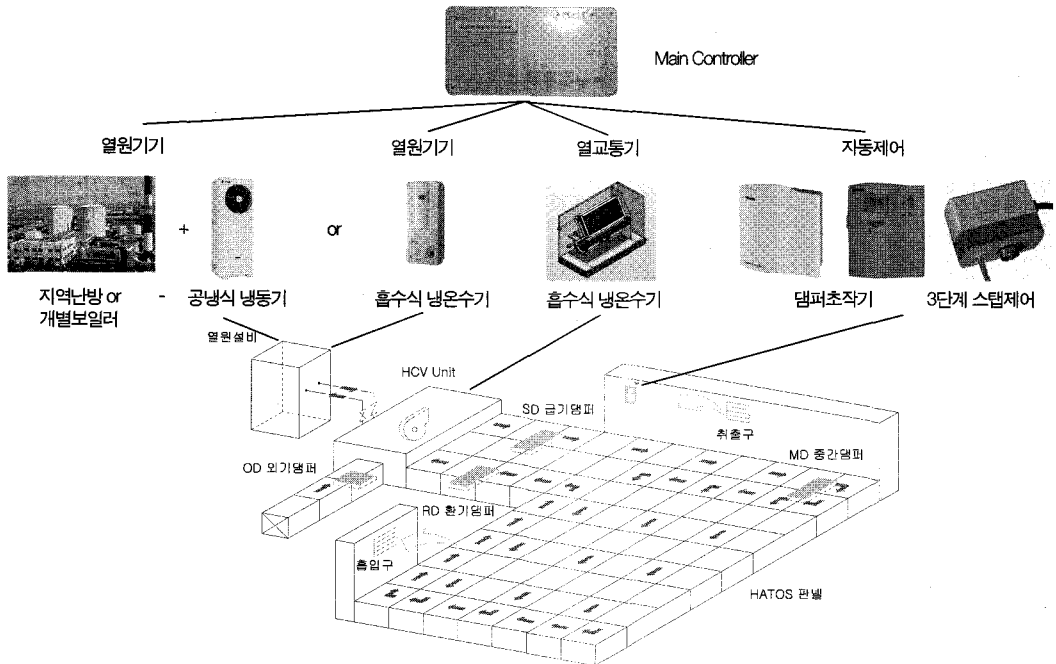 Main Controller
열원기기
열원기기
열교통기
자동제어
+
or
지역난방 or
개별보일러
-
공냉식 냉동기
흡수식 냉온수기
흡수식 냉온수기
댐퍼초작기
3단계 스탭제어
열원설비
HCV Unit
SD 급기댐퍼
취출구
MD 중간댐퍼
OD 외기댐퍼
RD 환기댐퍼
흡입구
HATOS 판넬